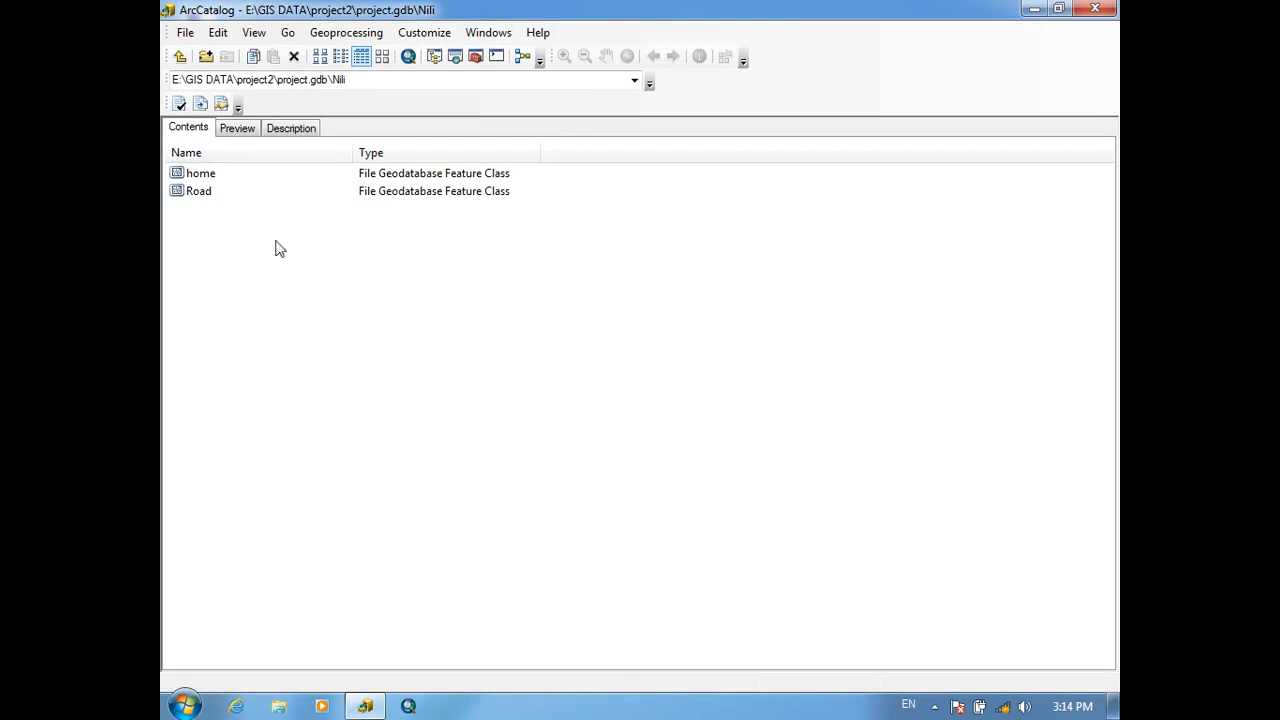 ArcCatalog - E:\GIS DATA\project2\project.gdb\Nili
File Edit View Go Geoprocessing Customize Windows Help
E:\GIS DATA\project2\project.gdb\Nili
Contents Preview Description
Name Type
home File Geodatabase Feature Class
Road File Geodatabase Feature Class
EN 3:14 PM